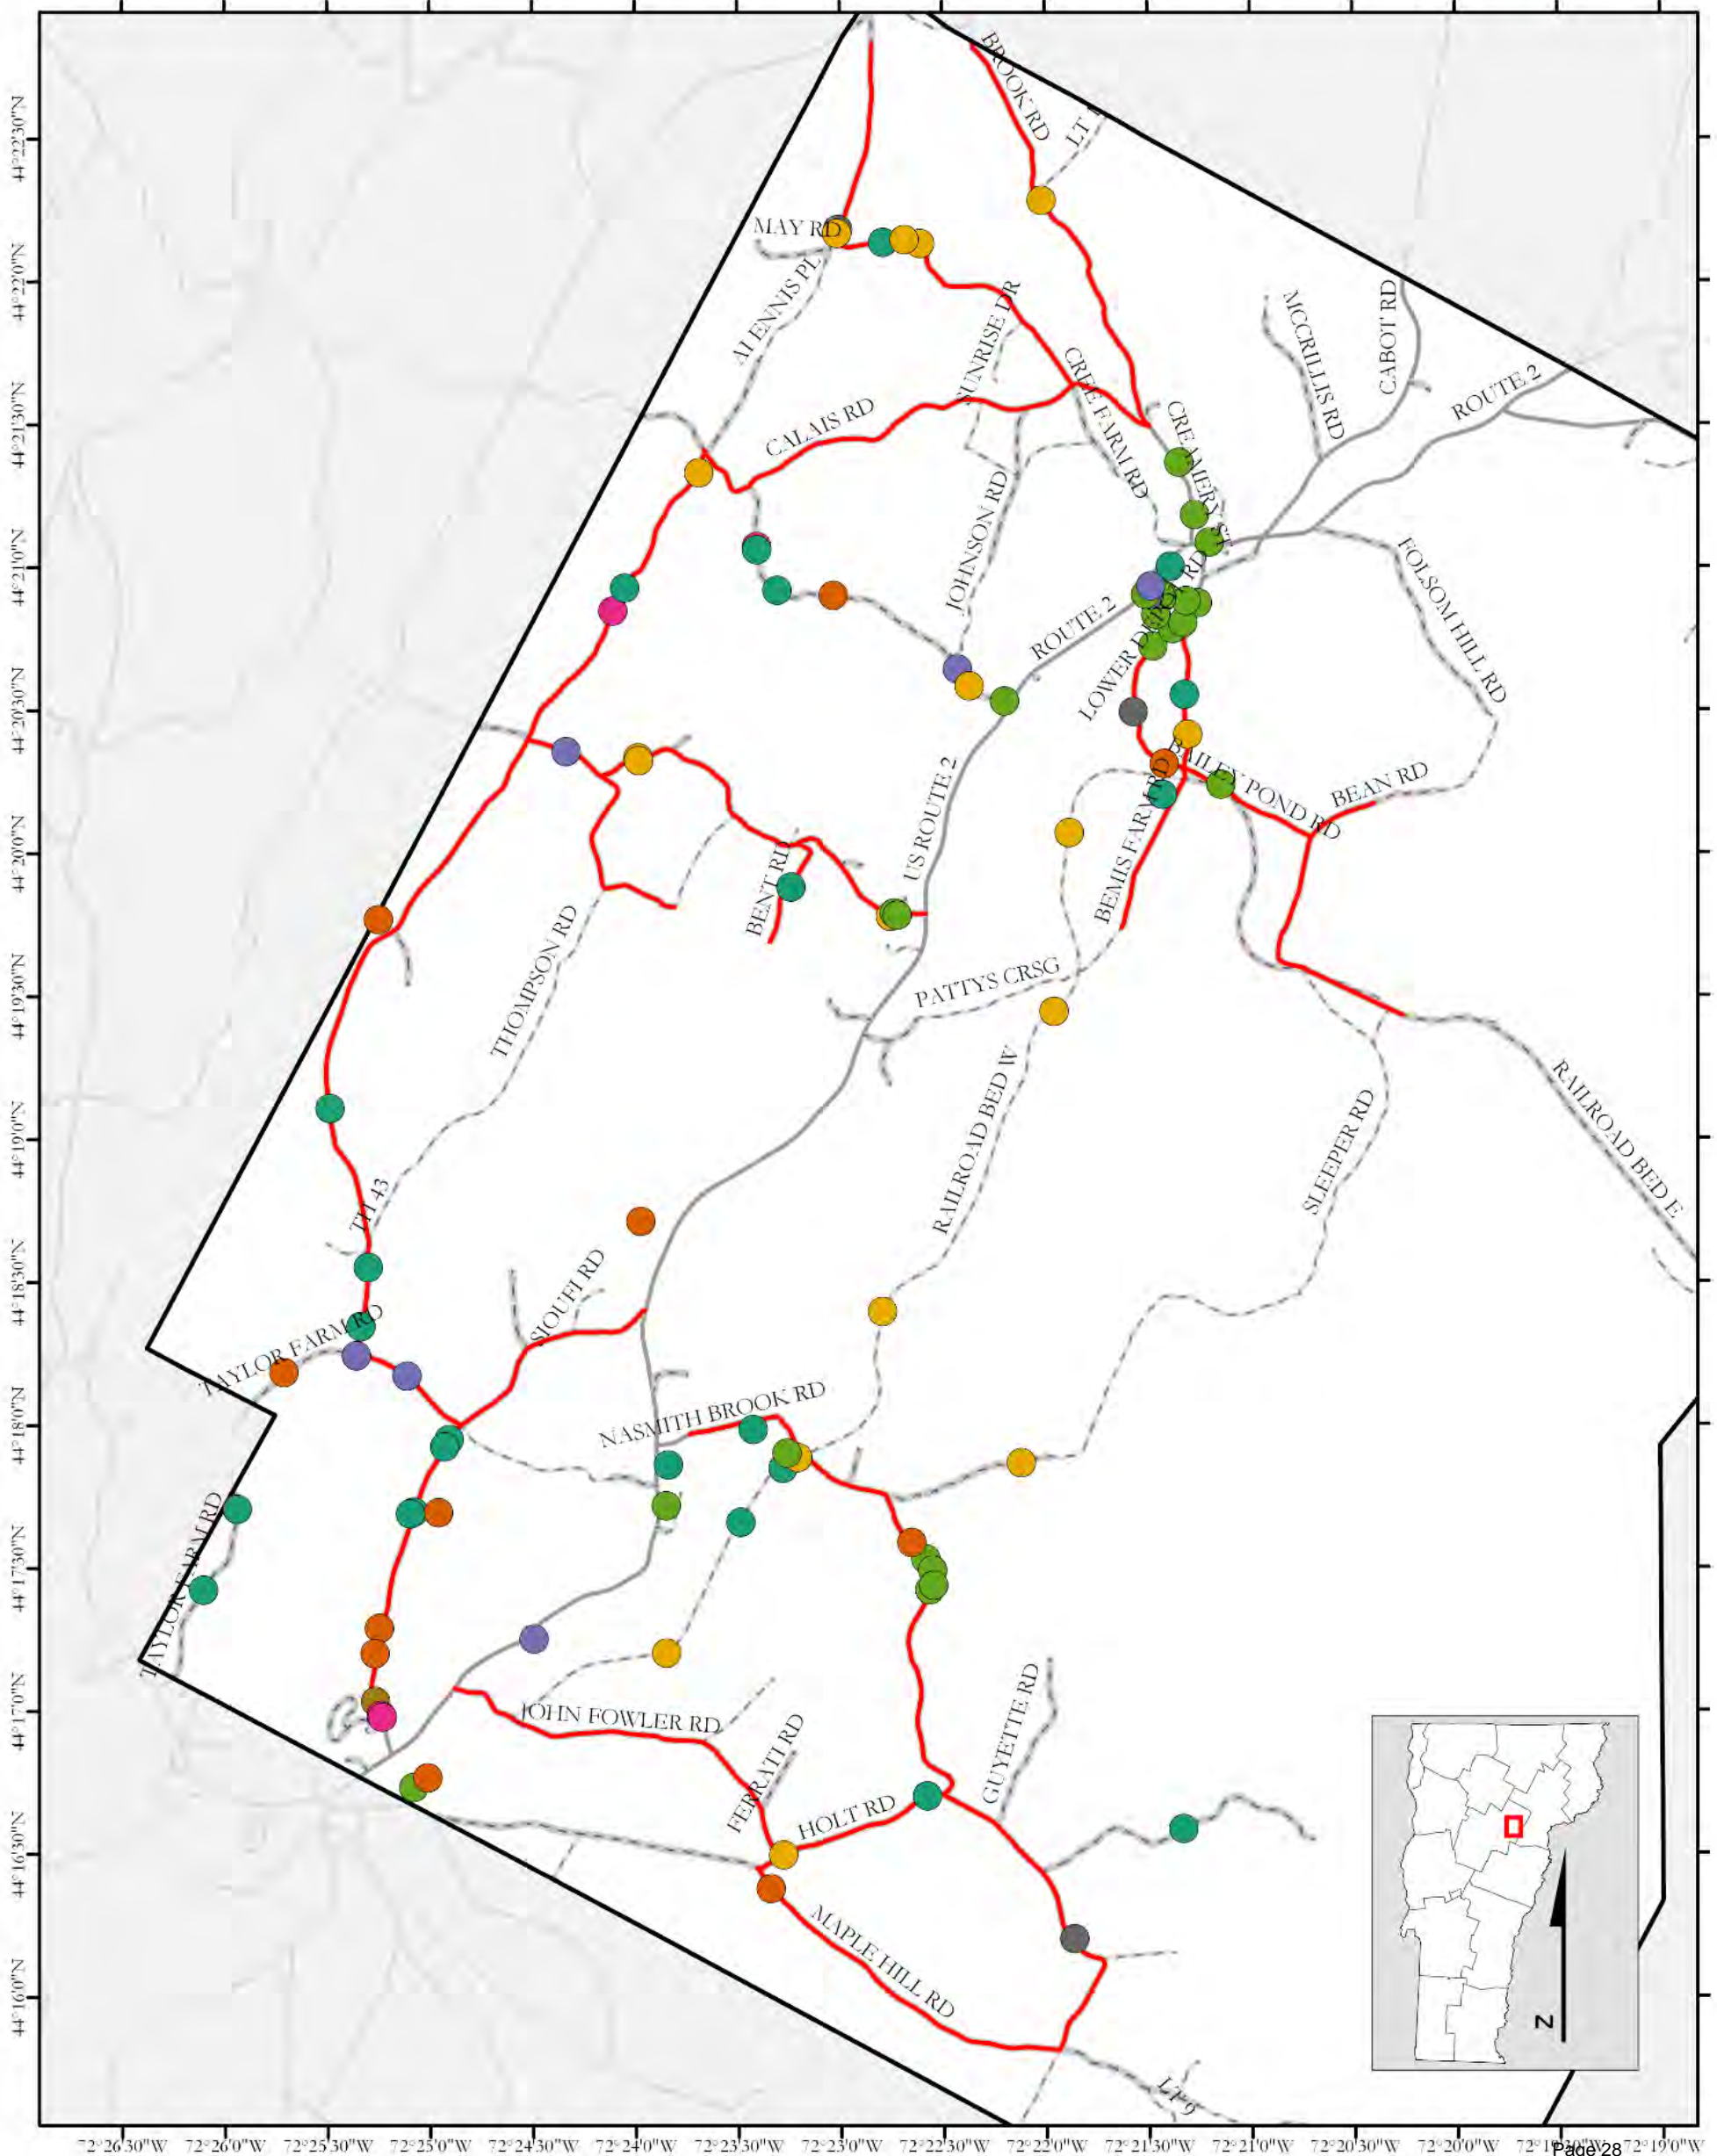 BROOK RD
LT
MAY RD
AI ENNIS PL
SUNRISE DR
MCCRILLIS RD
CABOT RD
ROUTE 2
CREE FARM RD
CALAIS RD
CREAMERY ST
JOHNSON RD
FOLSOM HILL RD
ROUTE 2
LOWER
RD
BAILEY POND RD
BEAN RD
US ROUTE 2
BEMIS FARM RD
BENT RD
THOMPSON RD
PATTYS CRSG
RAILROAD BED W
RAILROAD BED E
SLEEPER RD
TH 43
SIOUFI RD
TAYLOR FARM RD
NASMITH BROOK RD
TAYLOR FARM RD
JOHN FOWLER RD
FERRATI RD
GUYETTE RD
HOLT RD
MAPLE HILL RD
LT 9
N
44°22'30"N
44°22'0"N
44°21'30"N
44°21'0"N
44°20'30"N
44°20'0"N
44°19'30"N
44°19'0"N
44°18'30"N
44°18'0"N
44°17'30"N
44°17'0"N
44°16'30"N
44°16'0"N
72°26'30"W 72°26'0"W 72°25'30"W 72°25'0"W 72°24'30"W 72°24'0"W 72°23'30"W 72°23'0"W 72°22'30"W 72°22'0"W 72°21'30"W 72°21'0"W 72°20'30"W 72°20'0"W 72°19'30"W 72°19'0"W
Page 28